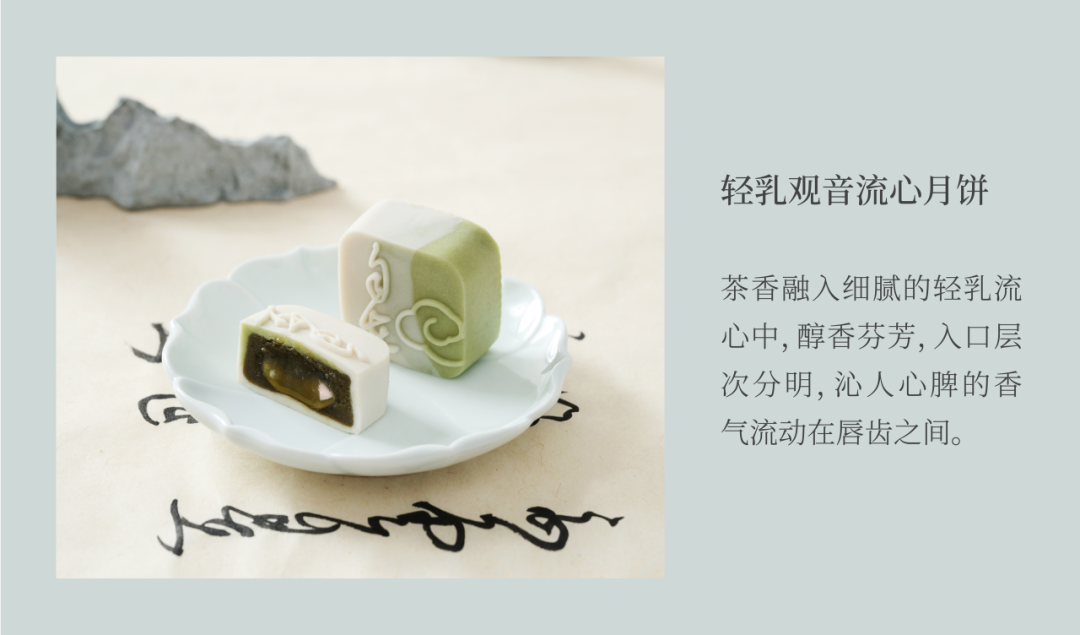 轻乳观音流心月饼
茶香融入细腻的轻乳流
心中, 醇香芬芳, 入口层
次分明, 沁人心脾的香
气流动在唇齿之间。